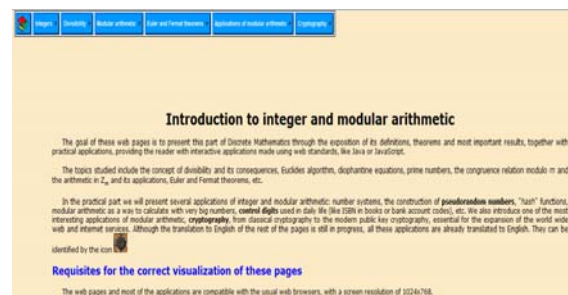 Integers Divisibility Modular arithmetic Euler and Fermat theorems Applications of modular arithmetic Cryptography
Introduction to integer and modular arithmetic
The goal of these web pages is to present this part of Discrete Mathematics through the exposition of its definitions, theorems and most important results, together with
practical applications, providing the reader with interactive applications made using web standards, like Java or JavaScript.
The topics studied include the concept of divisibility and its consequences, Euclides algorithm, diophantine equations, prime numbers, the congruence relation modulo m and
the arithmetic in Zm and its applications, Euler and Fermat theorems, etc.
In the practical part we will present several applications of integer and modular arithmetic: number systems, the construction of pseudorandom numbers, "hash" functions,
modular arithmetic as a way to calculate with very big numbers, control digits used in daily life (like ISBN in books or bank account codes), etc. We also introduce one of the most
interesting applications of modular arithmetic, cryptography, from classical cryptography to the modern public key cryptography, essential for the expansion of the world wide
web and internet services. Although the translation to English of the rest of the pages is still in progress, all these applications are already translated to English. They can be
identified by the icon
Requisites for the correct visualization of these pages
The web pages and most of the applications are compatible with the usual web browsers, with a screen resolution of 1024x768.